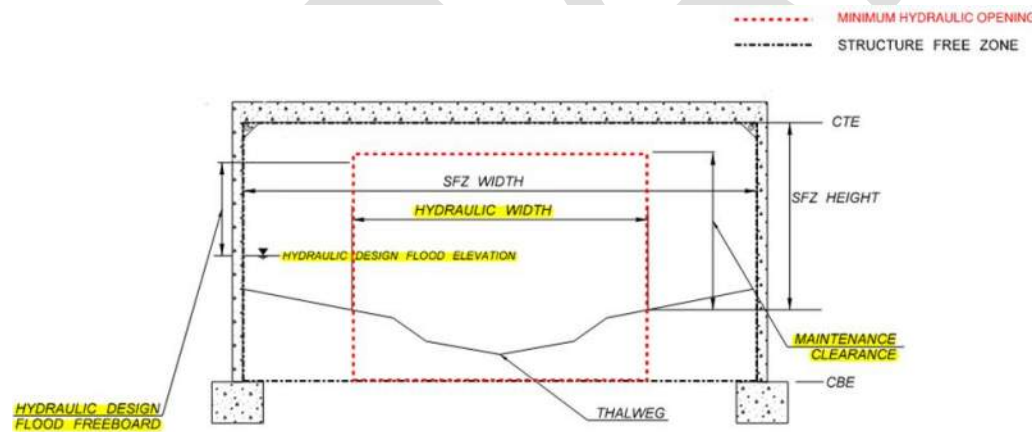 MINIMUM HYDRAULIC OPENING
STRUCTURE FREE ZONE
CTE
SFZ WIDTH
SFZ HEIGHT
HYDRAULIC WIDTH
HYDRAULIC DESIGN FLOOD ELEVATION
MAINTENANCE
CLEARANCE
CBE
HYDRAULIC DESIGN
FLOOD FREEBOARD
THALWEG